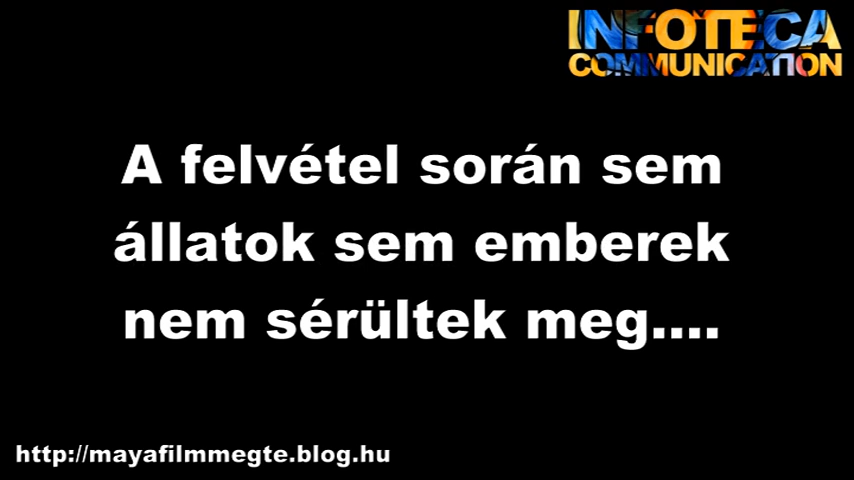 INFOTECA
COMMUNICATION
A felvétel során sem
állatok sem emberek
nem sérültek meg....
http://mayafilmmegte.blog.hu